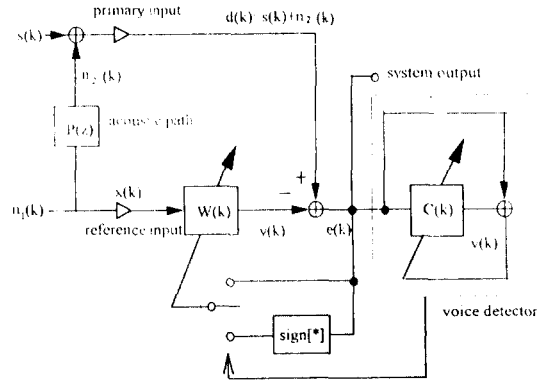 primary input
d(k) s(k)+n₂(k)
s(k)
n₂(k)
system output
P(z)
acoustic path
x(k)
n₁(k)
W(k)
C(k)
reference input
v(k)
e(k)
v(k)
+
−
sign[*]
voice detector